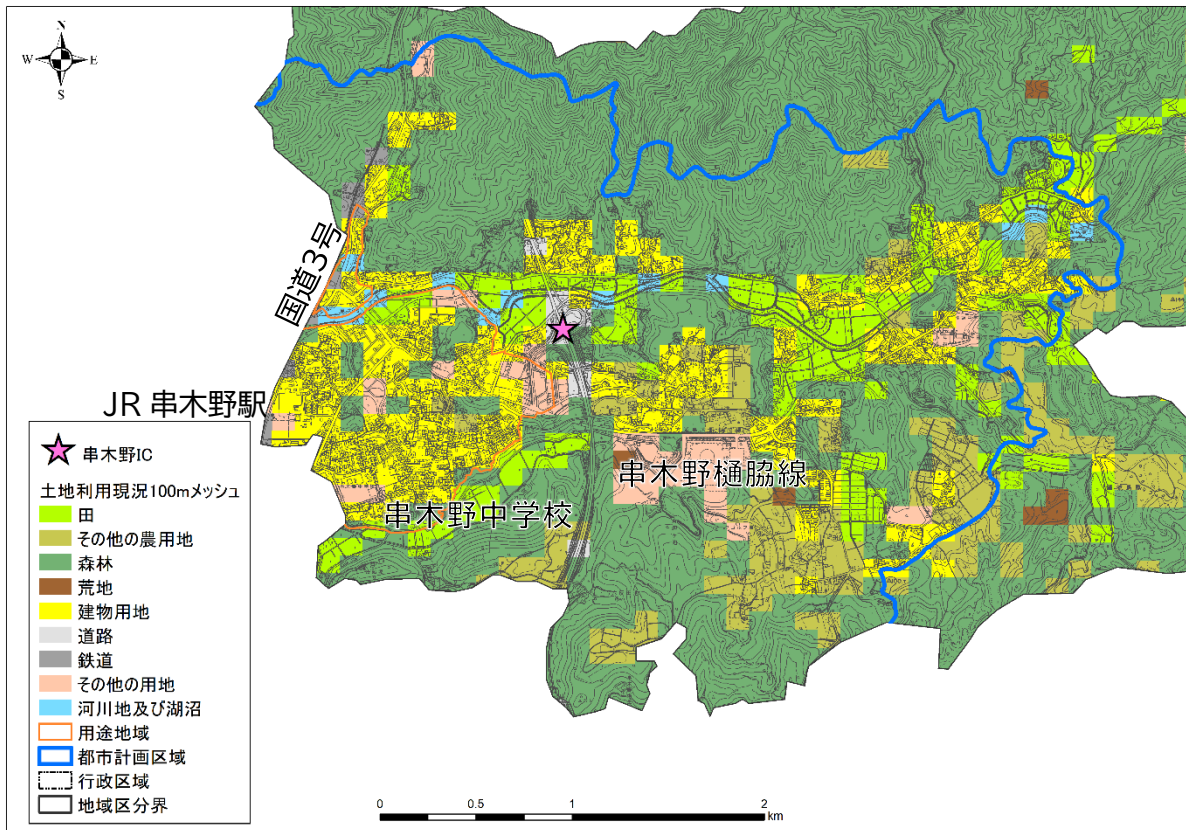 N
W
E
S
国道3号
JR 串木野駅
串木野樋脇線
串木野中学校
串木野IC
土地利用現況100mメッシュ
田
その他の農用地
森林
荒地
建物用地
道路
鉄道
その他の用地
河川地及び湖沼
用途地域
都市計画区域
行政区域
地域区分界
0
0.5
1
2
km